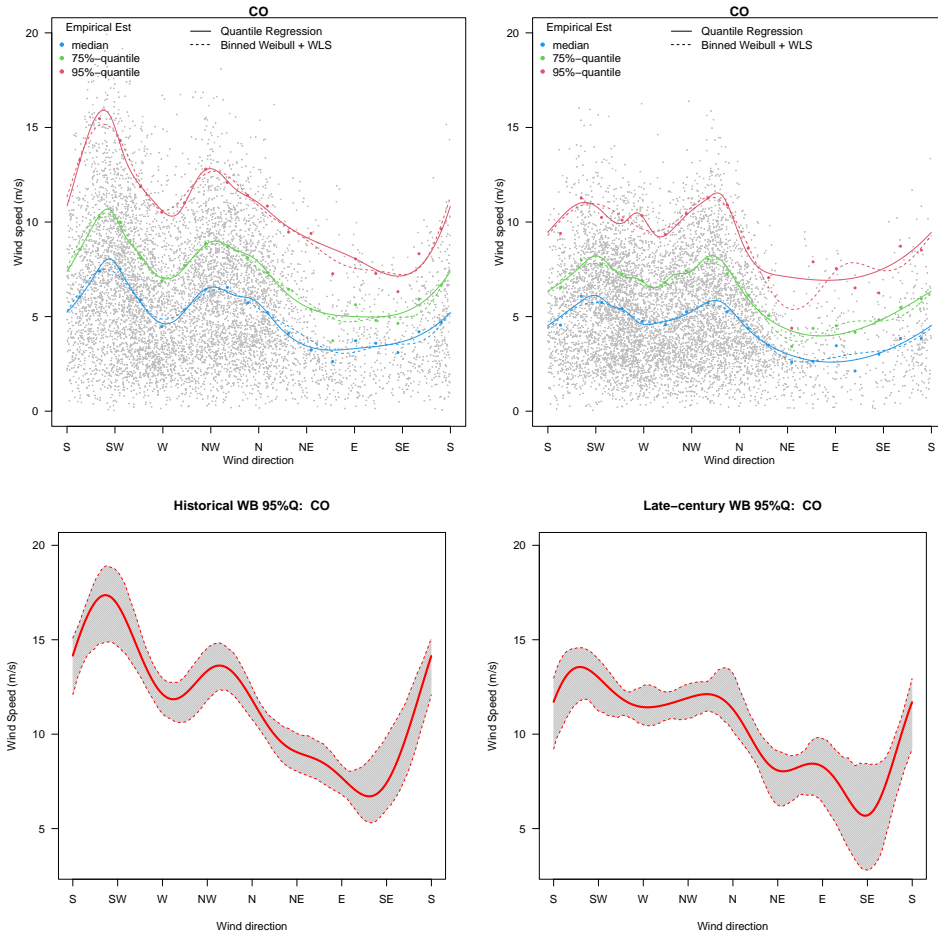 CO
Empirical Est
median
75%−quantile
95%−quantile
Quantile Regression
Binned Weibull + WLS
Wind speed (m/s)
20
15
10
5
0
S SW W NW N NE E SE S
Wind direction
CO
Empirical Est
median
75%−quantile
95%−quantile
Quantile Regression
Binned Weibull + WLS
Wind speed (m/s)
20
15
10
5
0
S SW W NW N NE E SE S
Wind direction
Historical WB 95%Q: CO
Wind Speed (m/s)
20
15
10
5
S SW W NW N NE E SE S
Wind direction
Late−century WB 95%Q: CO
Wind Speed (m/s)
20
15
10
5
S SW W NW N NE E SE S
Wind direction